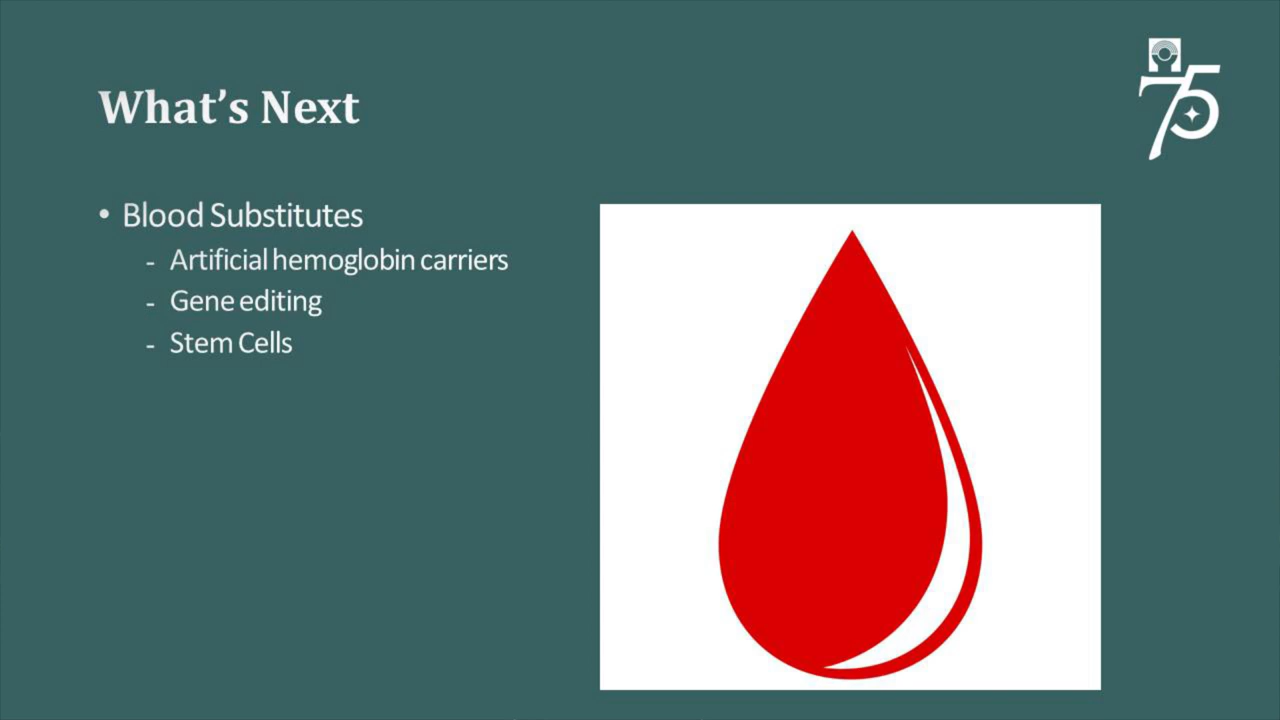 75
What's Next
• Blood Substitutes
- Artificial hemoglobin carriers
- Gene editing
- Stem Cells